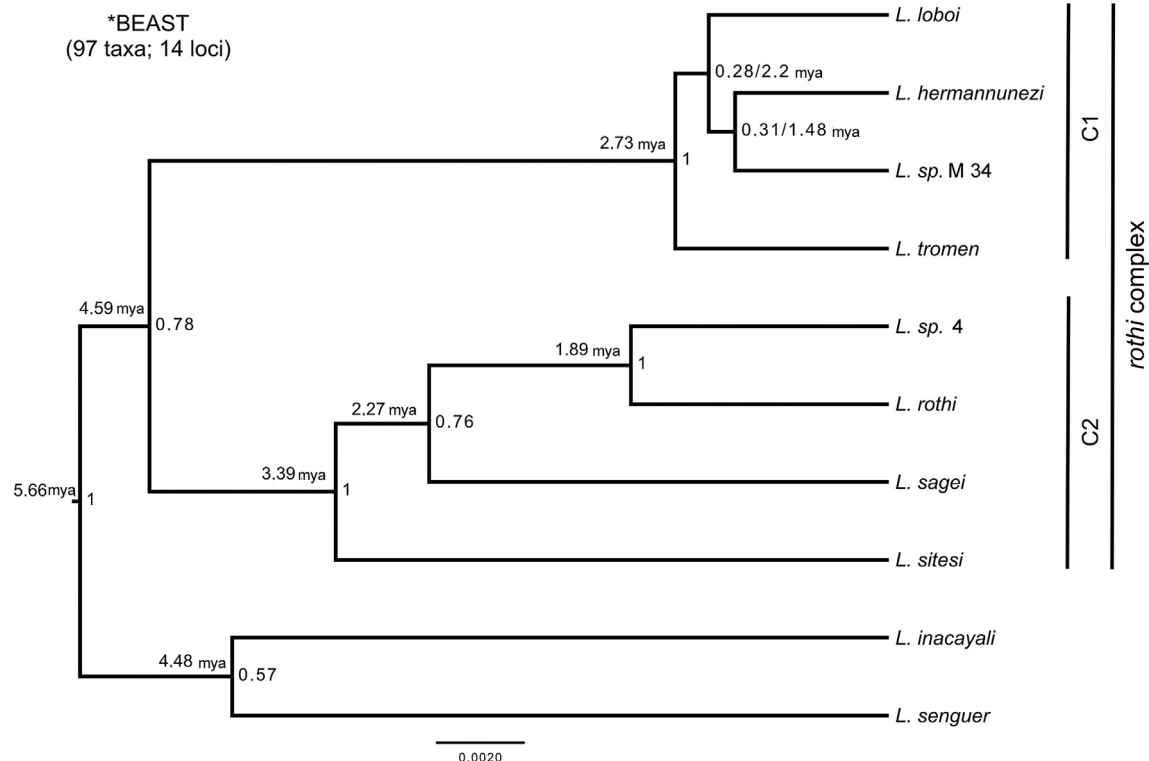 *BEAST
(97 taxa; 14 loci)
L. loboi
0.28/2.2 mya
L. hermannunezi
0.31/1.48 mya
2.73 mya
1
L. sp. M 34
L. tromen
C1
4.59 mya
0.78
L. sp. 4
1.89 mya
1
L. rothi
2.27 mya
0.76
L. sagei
3.39 mya
1
L. sitesi
C2
rothi complex
5.66mya
1
L. inacayali
4.48 mya
0.57
L. senguer
0.0020